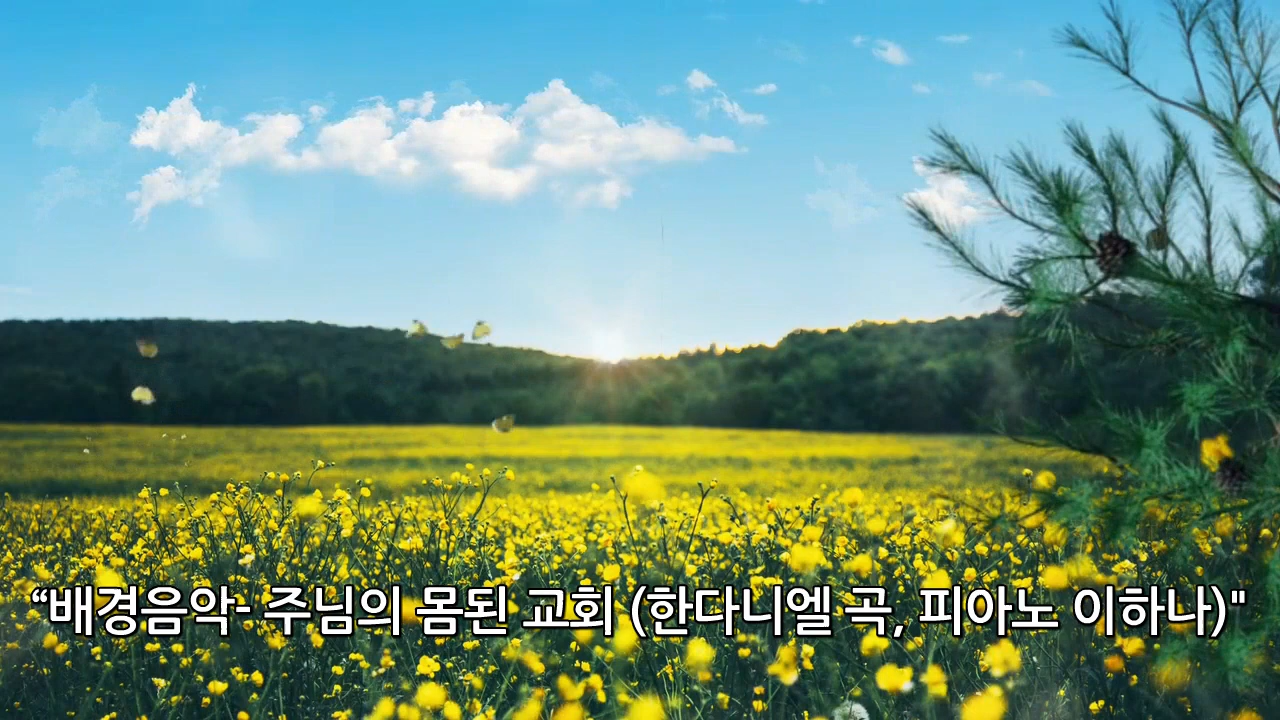 “배경음악- 주님의 몸된 교회 (한다니엘 곡, 피아노 이하나)"